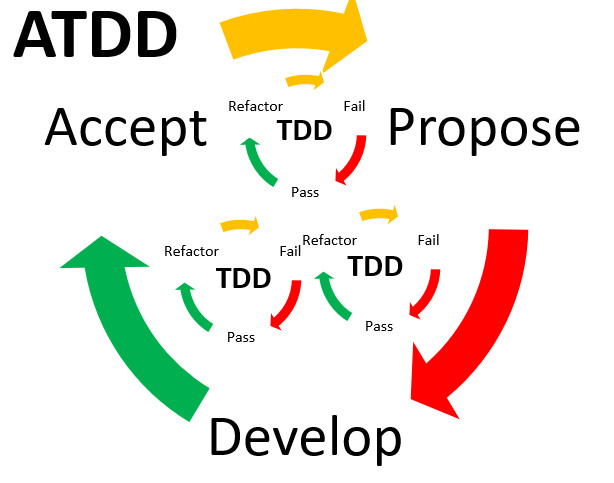 ATDD
Refactor
Fail
Accept
TDD
Propose
Pass
Refactor
Fail
TDD
Pass
Refactor
Fail
TDD
Pass
Develop